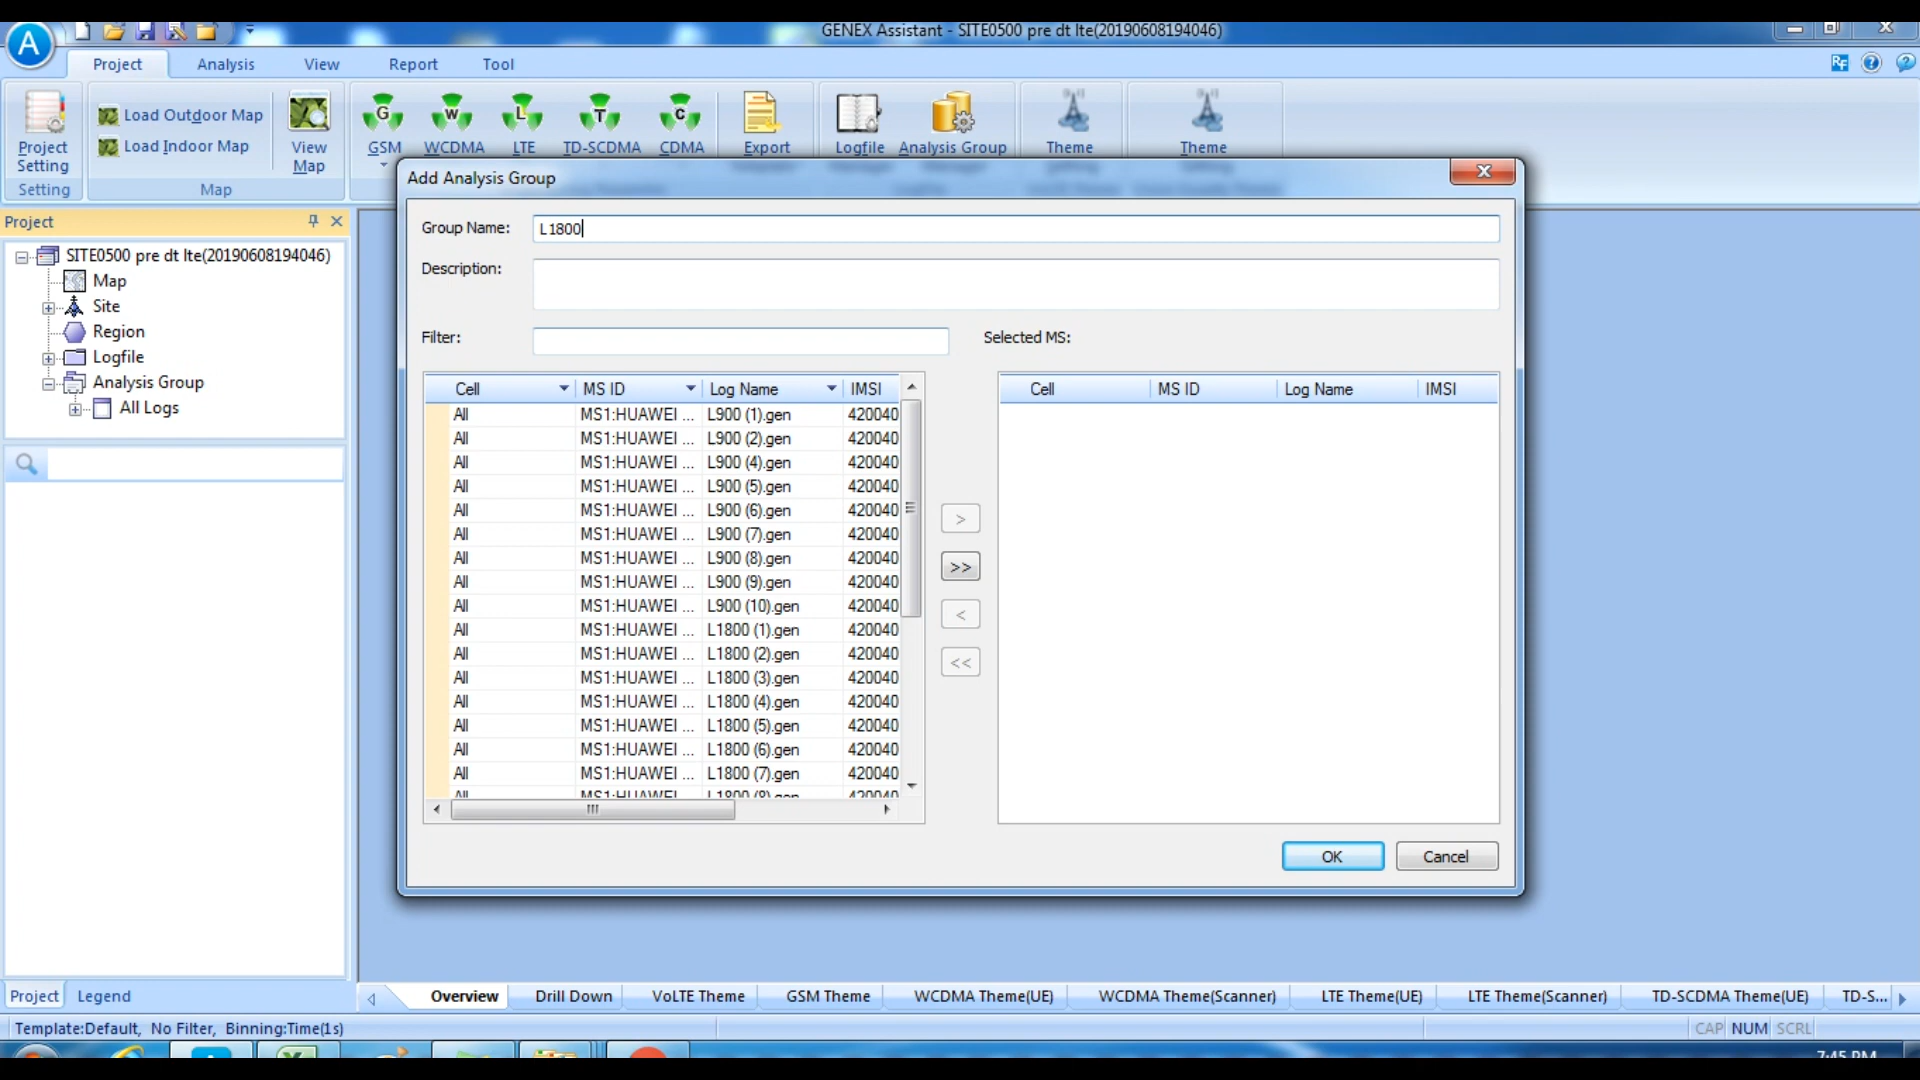 GENEX Assistant - SITE0500 pre dt lte(20190608194046)
A
Project Analysis View Report Tool
Project Setting
Setting
Load Outdoor Map
Load Indoor Map
View Map
Map
GSM WCDMA LTE TD-SCDMA CDMA
Export
Logfile
Analysis Group
Theme
Theme
Project
SITE0500 pre dt lte(20190608194046)
Map
Site
Region
Logfile
Analysis Group
All Logs
Add Analysis Group
Group Name: L1800
Description:
Filter:
Selected MS:
Cell MS ID Log Name IMSI
All MS1:HUAWEI ... L900 (1).gen 420040
All MS1:HUAWEI ... L900 (2).gen 420040
All MS1:HUAWEI ... L900 (4).gen 420040
All MS1:HUAWEI ... L900 (5).gen 420040
All MS1:HUAWEI ... L900 (6).gen 420040
All MS1:HUAWEI ... L900 (7).gen 420040
All MS1:HUAWEI ... L900 (8).gen 420040
All MS1:HUAWEI ... L900 (9).gen 420040
All MS1:HUAWEI ... L900 (10).gen 420040
All MS1:HUAWEI ... L1800 (1).gen 420040
All MS1:HUAWEI ... L1800 (2).gen 420040
All MS1:HUAWEI ... L1800 (3).gen 420040
All MS1:HUAWEI ... L1800 (4).gen 420040
All MS1:HUAWEI ... L1800 (5).gen 420040
All MS1:HUAWEI ... L1800 (6).gen 420040
All MS1:HUAWEI ... L1800 (7).gen 420040
All MS1:HUAWEI ... L1800 (8).gen 420040
>
>>
<
<<
Cell MS ID Log Name IMSI
OK Cancel
Project Legend
Overview Drill Down VoLTE Theme GSM Theme WCDMA Theme(UE) WCDMA Theme(Scanner) LTE Theme(UE) LTE Theme(Scanner) TD-SCDMA Theme(UE) TD-S...
Template:Default, No Filter, Binning:Time(1s)
CAP NUM SCRL
7:45 PM